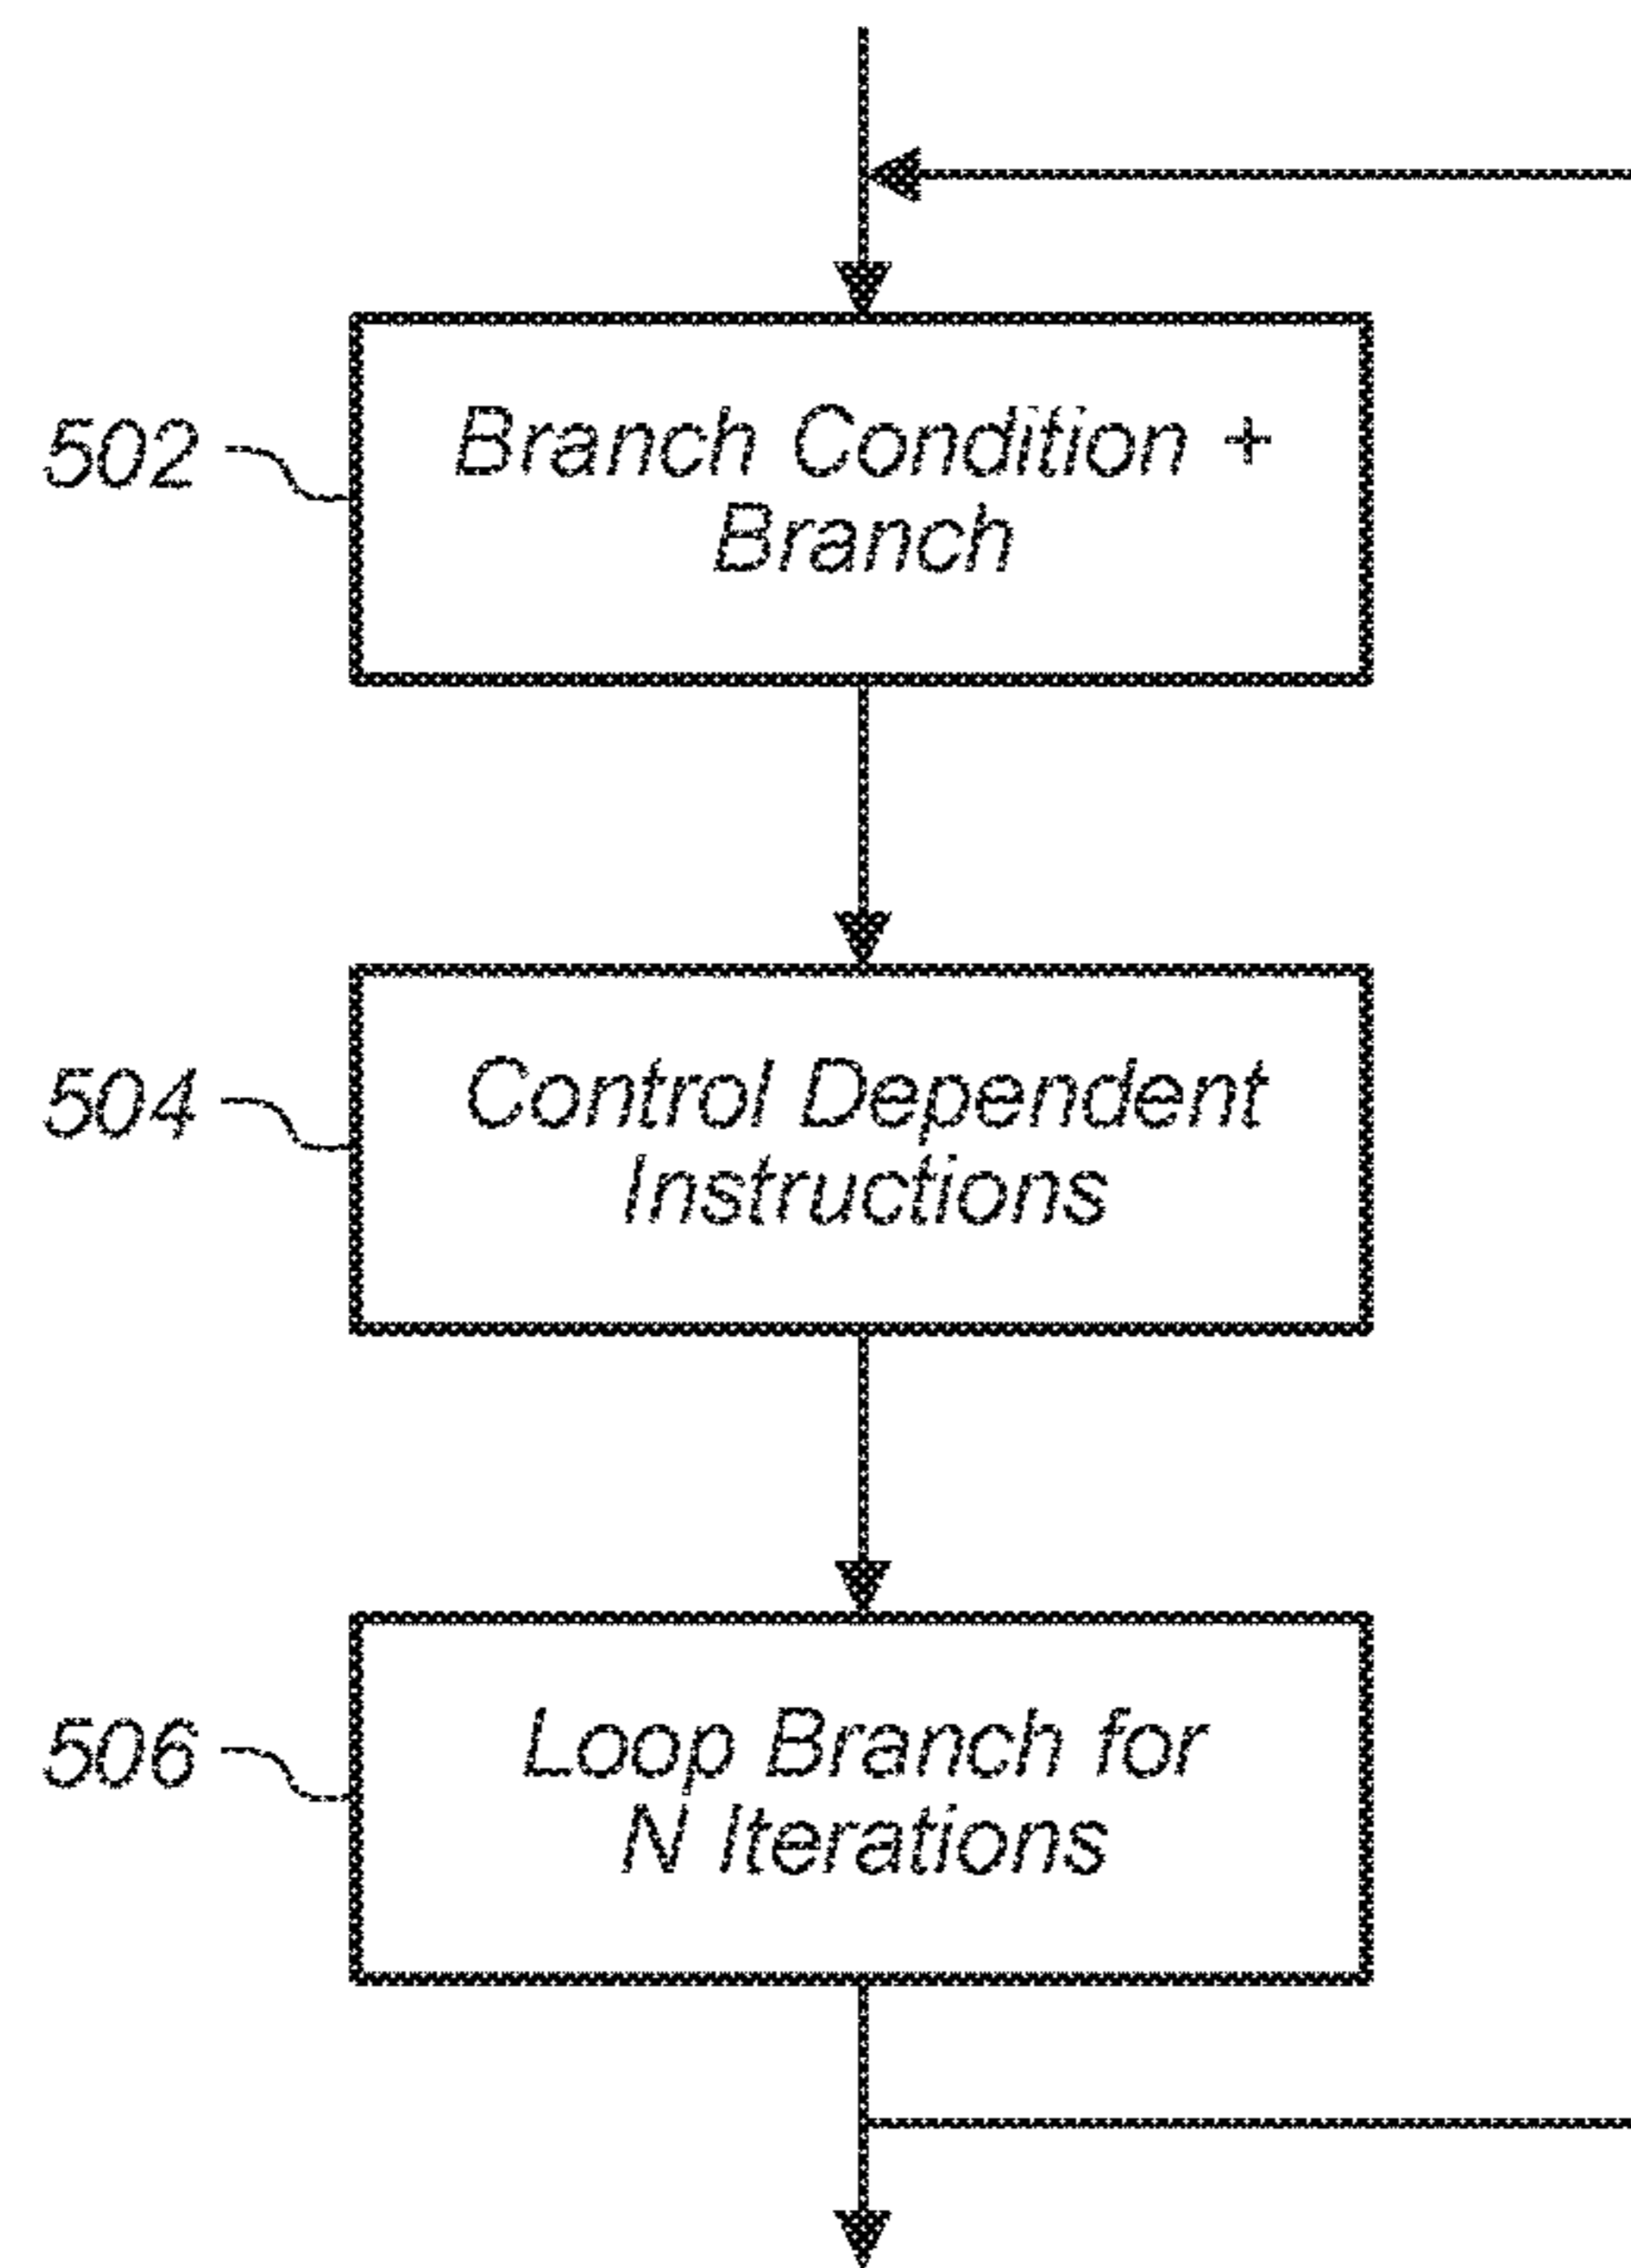 502
Branch Condition +
Branch
504
Control Dependent
Instructions
506
Loop Branch for
N Iterations